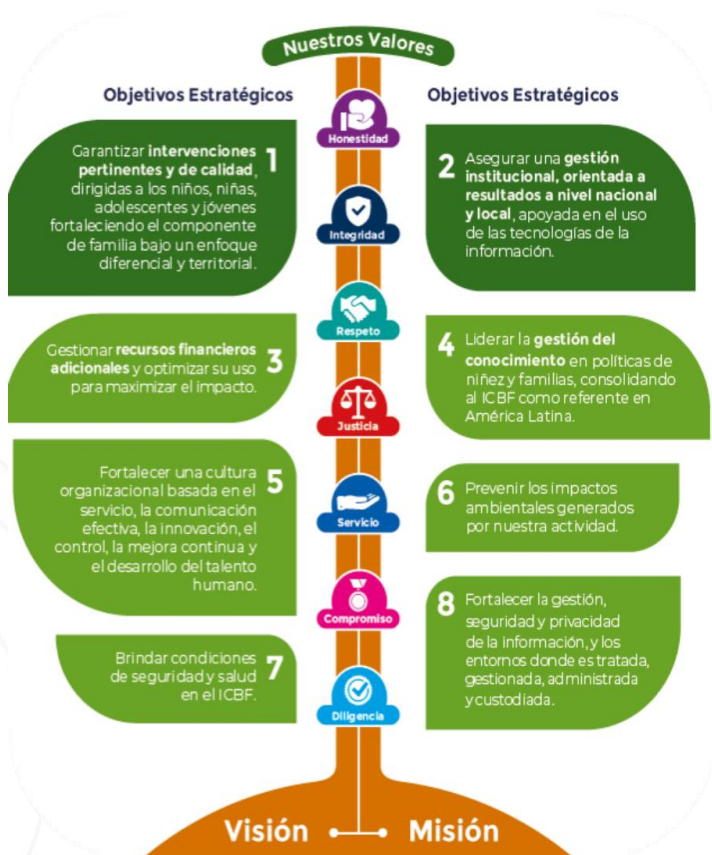 Nuestros Valores
Objetivos Estratégicos
Objetivos Estratégicos
Honestidad
1
Garantizar intervenciones
pertinentes y de calidad,
dirigidas a los niños, niñas,
adolescentes y jóvenes
fortaleciendo el componente
de familia bajo un enfoque
diferencial y territorial.
2
Asegurar una gestión
institucional, orientada a
resultados a nivel nacional
y local, apoyada en el uso
de las tecnologías de la
información.
Integridad
Respeto
3
Gestionar recursos financieros
adicionales y optimizar su uso
para maximizar el impacto.
4
Liderar la gestión del
conocimiento en políticas de
niñez y familias, consolidando
al ICBF como referente en
América Latina.
Justicia
5
Fortalecer una cultura
organizacional basada en el
servicio, la comunicación
efectiva, la innovación, el
control, la mejora continua y
el desarrollo del talento
humano.
6
Prevenir los impactos
ambientales generados
por nuestra actividad.
Servicio
Compromiso
7
Brindar condiciones
de seguridad y salud
en el ICBF.
8
Fortalecer la gestión,
seguridad y privacidad
de la información, y los
entornos donde es tratada,
gestionada, administrada
y custodiada.
Diligencia
Visión
Misión